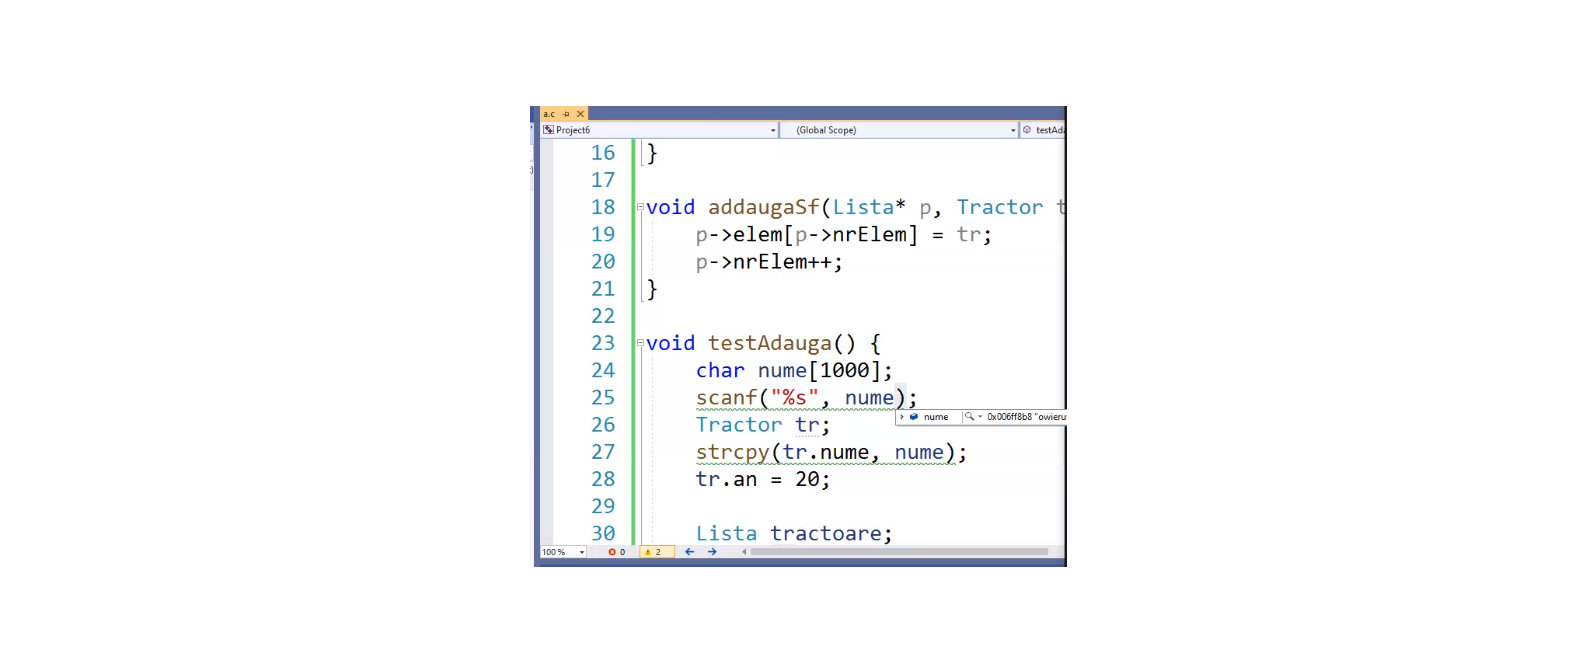 a.c
Project6 (Global Scope)
16 }
17
18 void addaugaSf(Lista* p, Tractor
19 p->elem[p->nrElem] = tr;
20 p->nrElem++;
21 }
22
23 void testAdauga() {
24 char nume[1000];
25 scanf("%s", nume);
nume 0x006ff8b8
26 Tractor tr;
27 strcpy(tr.nume, nume);
28 tr.an = 20;
29
30 Lista tractoare;
100 % 0 2